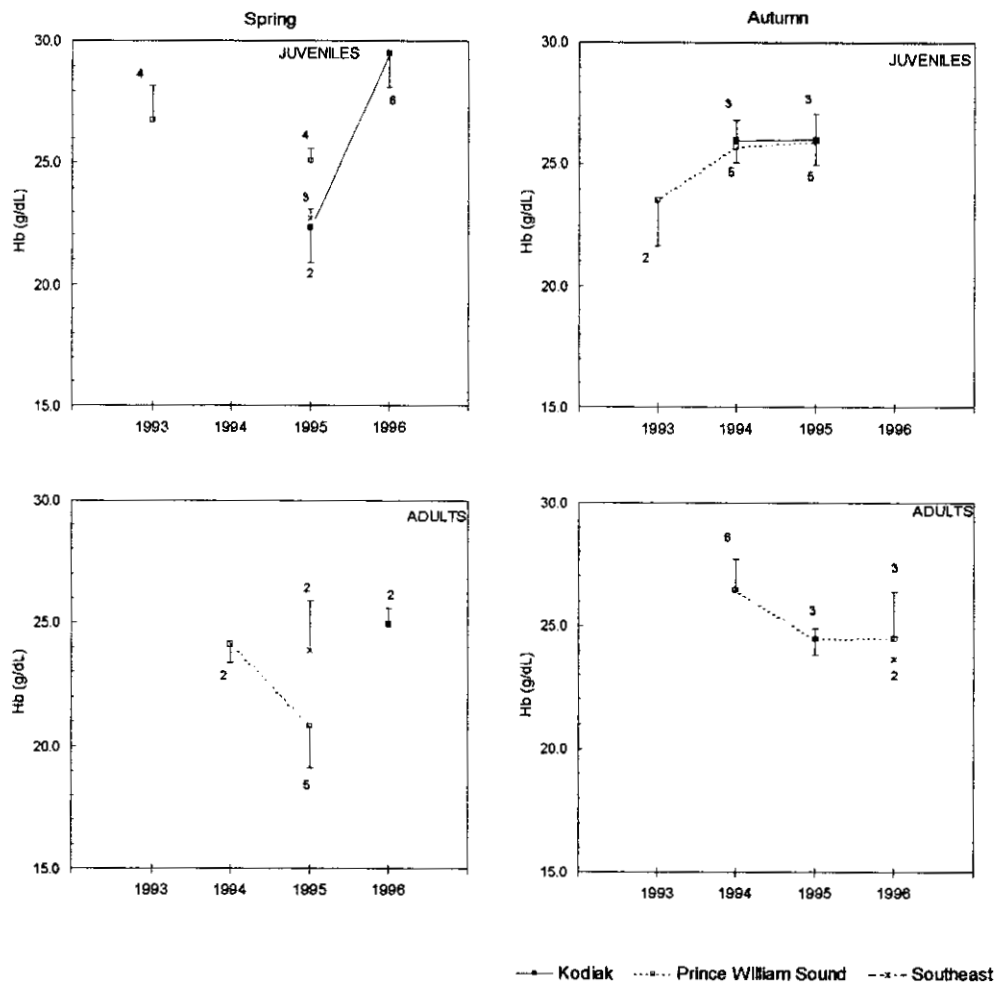 Spring
Autumn
30.0
JUVENILES
4
25.0
4
3
Hb (g/dL)
2
6
20.0
15.0
1993 1994 1995 1996
30.0
JUVENILES
3 3
25.0
5 5
Hb (g/dL)
2
20.0
15.0
1993 1994 1995 1996
30.0
ADULTS
2 2
25.0
2
Hb (g/dL)
20.0
5
15.0
1993 1994 1995 1996
30.0
ADULTS
6
3
3
25.0
2
Hb (g/dL)
20.0
15.0
1993 1994 1995 1996
Kodiak Prince William Sound Southeast